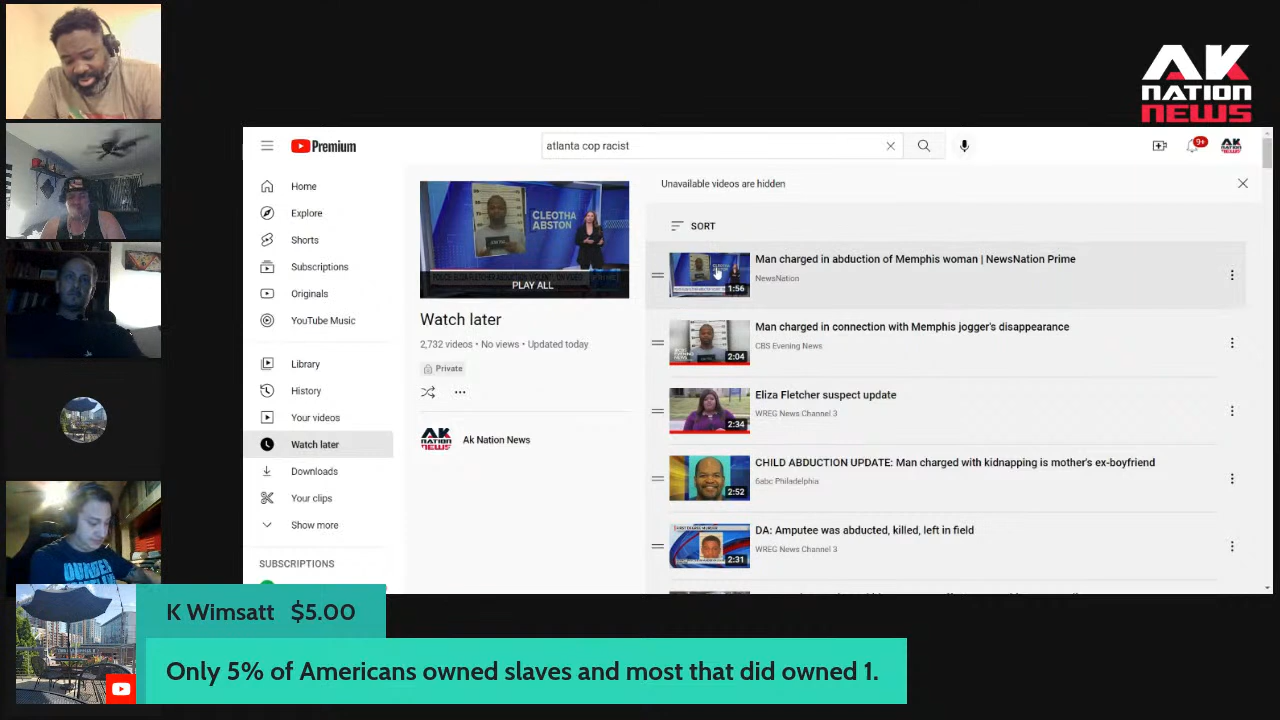 AK
NATION
NEWS
Premium
atlanta cop racist
9+
Home
Explore
Shorts
Subscriptions
Originals
YouTube Music
Library
History
Your videos
Watch later
Downloads
Your clips
Show more
SUBSCRIPTIONS
CLEOTHA
ABSTON
PLAY ALL
Watch later
2,732 videos • No views • Updated today
Private
Ak Nation News
Unavailable videos are hidden
SORT
1:56
Man charged in abduction of Memphis woman | NewsNation Prime
NewsNation
2:04
Man charged in connection with Memphis jogger's disappearance
CBS Evening News
2:34
Eliza Fletcher suspect update
WREG News Channel 3
2:52
CHILD ABDUCTION UPDATE: Man charged with kidnapping is mother's ex-boyfriend
6abc Philadelphia
2:31
DA: Amputee was abducted, killed, left in field
WREG News Channel 3
K Wimsatt $5.00
Only 5% of Americans owned slaves and most that did owned 1.